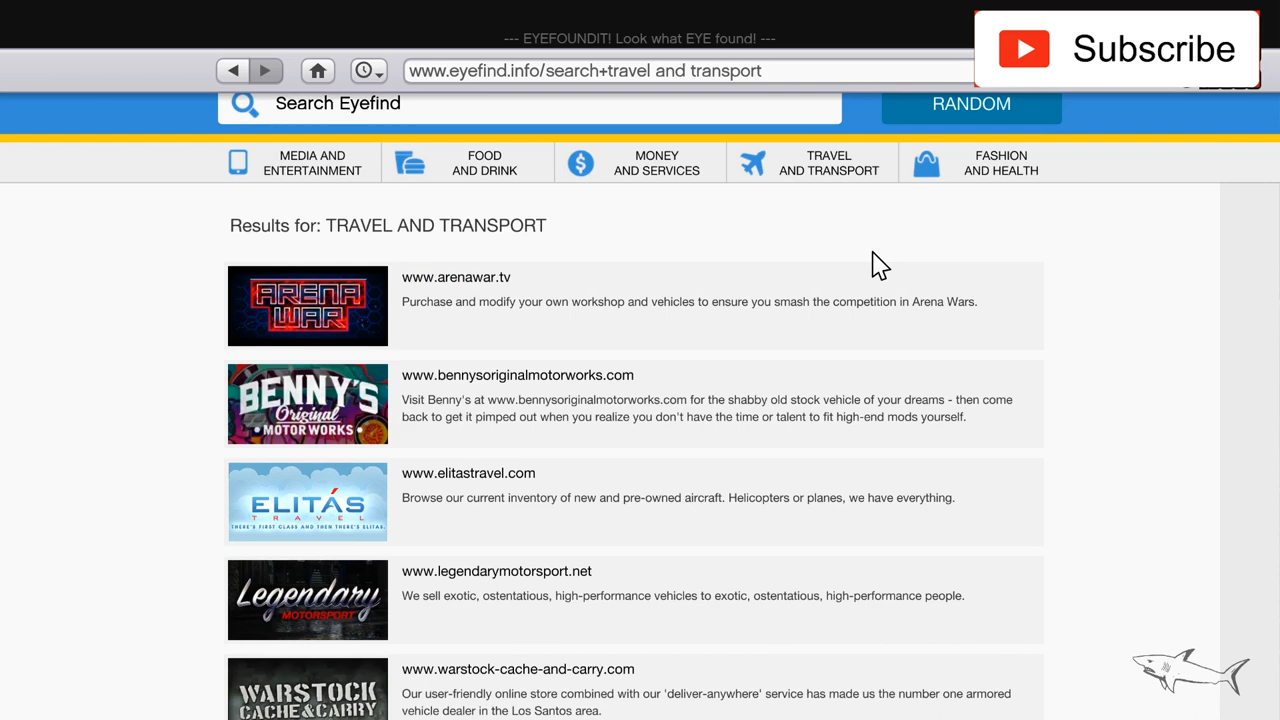 --- EYEFOUNDIT! Look what EYE found! ---
Subscribe
www.eyefind.info/search+travel and transport
Search Eyefind
RANDOM
MEDIA AND
ENTERTAINMENT
FOOD
AND DRINK
MONEY
AND SERVICES
TRAVEL
AND TRANSPORT
FASHION
AND HEALTH
Results for: TRAVEL AND TRANSPORT
ARENA
WAR
www.arenawar.tv
Purchase and modify your own workshop and vehicles to ensure you smash the competition in Arena Wars.
BENNY'S
Original
•MOTOR WORKS•
www.bennysoriginalmotorworks.com
Visit Benny's at www.bennysoriginalmotorworks.com for the shabby old stock vehicle of your dreams - then come
back to get it pimped out when you realize you don't have the time or talent to fit high-end mods yourself.
ELITÁS
TRAVEL
THERE'S FIRST CLASS AND THEN THERE'S ELITAS.
www.elitastravel.com
Browse our current inventory of new and pre-owned aircraft. Helicopters or planes, we have everything.
Legendary
MOTORSPORT
www.legendarymotorsport.net
We sell exotic, ostentatious, high-performance vehicles to exotic, ostentatious, high-performance people.
WARSTOCK
CACHE&CARRY
www.warstock-cache-and-carry.com
Our user-friendly online store combined with our 'deliver-anywhere' service has made us the number one armored
vehicle dealer in the Los Santos area.